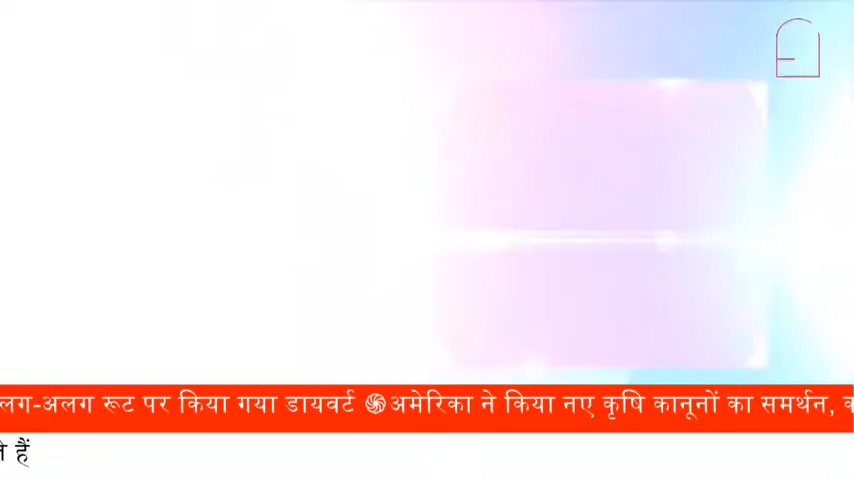 लग-अलग रूट पर किया गया डायवर्ट ֍अमेरिका ने किया नए कृषि कानूनों का समर्थन,
हैं